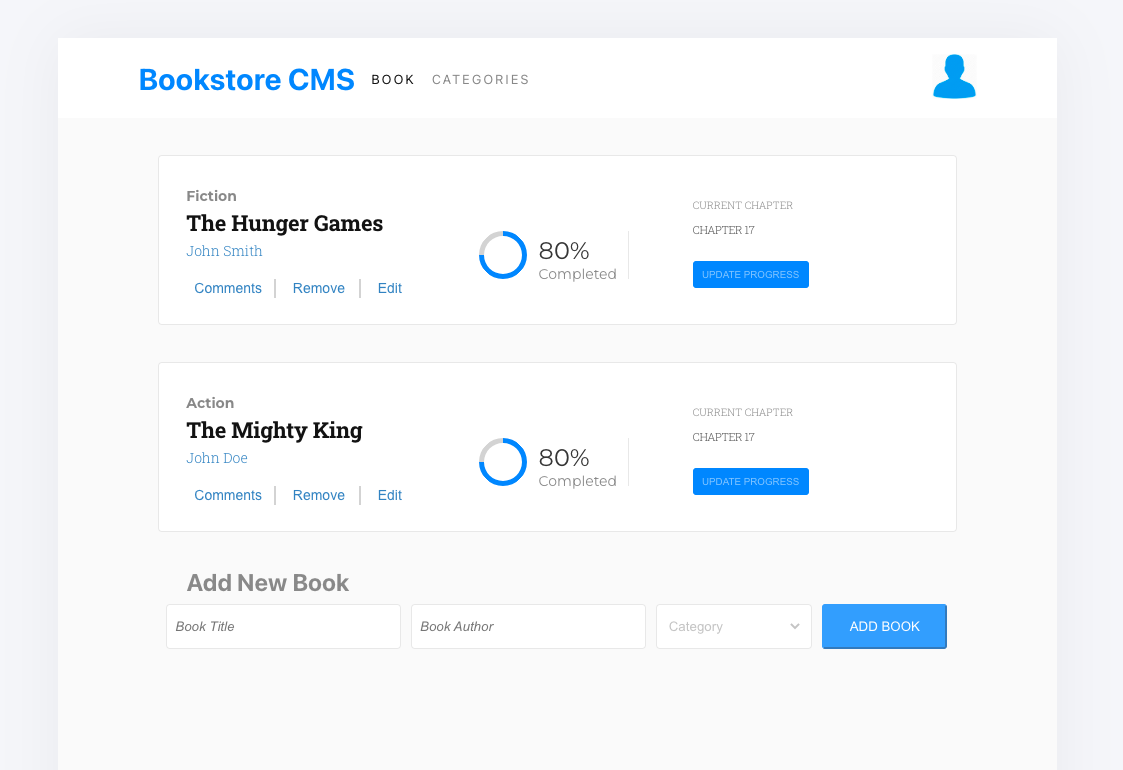 Bookstore CMS BOOK CATEGORIES
Fiction
The Hunger Games
John Smith
Comments Remove Edit
80%
Completed
CURRENT CHAPTER
CHAPTER 17
UPDATE PROGRESS
Action
The Mighty King
John Doe
Comments Remove Edit
80%
Completed
CURRENT CHAPTER
CHAPTER 17
UPDATE PROGRESS
Add New Book
Book Title Book Author Category ADD BOOK